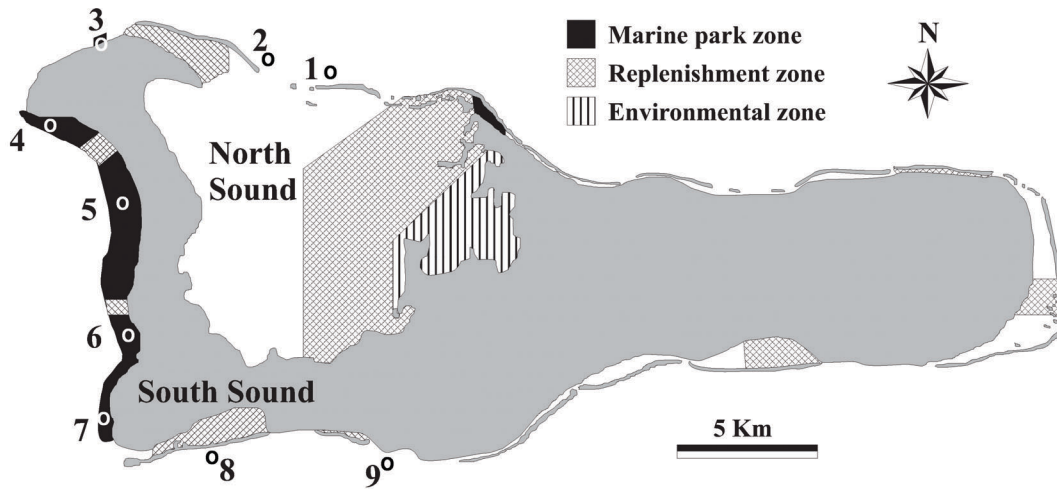 3
2
1
Marine park zone
Replenishment zone
Environmental zone
N
4
North
Sound
5
6
South Sound
7
8
9
5 Km